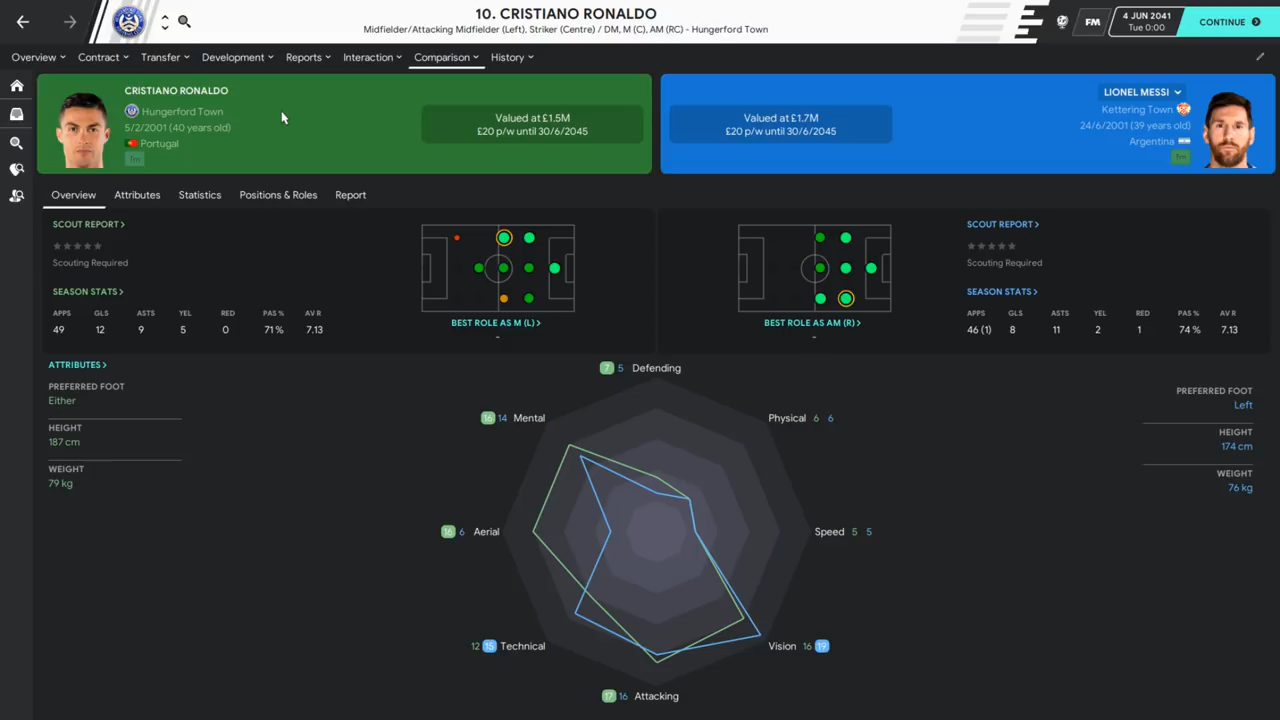 10. CRISTIANO RONALDO
Midfielder/Attacking Midfielder (Left), Striker (Centre) / DM, M (C), AM (RC) - Hungerford Town
FM
4 JUN 2041
Tue 0:00
CONTINUE
Overview
Contract
Transfer
Development
Reports
Interaction
Comparison
History
CRISTIANO RONALDO
Hungerford Town
5/2/2001 (40 years old)
Portugal
Trn
Valued at £1.5M
£20 p/w until 30/6/2045
Valued at £1.7M
£20 p/w until 30/6/2045
LIONEL MESSI
Kettering Town
24/6/2001 (39 years old)
Argentina
Trn
Overview
Attributes
Statistics
Positions & Roles
Report
SCOUT REPORT >
Scouting Required
SEASON STATS >
APPS GLS ASTS YEL RED PAS % AV R
49 12 9 5 0 71 % 7.13
BEST ROLE AS M (L) >
-
BEST ROLE AS AM (R) >
-
SCOUT REPORT >
Scouting Required
SEASON STATS >
APPS GLS ASTS YEL RED PAS % AV R
46 (1) 8 11 2 1 74 % 7.13
ATTRIBUTES >
PREFERRED FOOT
Either
HEIGHT
187 cm
WEIGHT
79 kg
7 5 Defending
16 14 Mental
Physical 6 6
16 6 Aerial
Speed 5 5
12 15 Technical
Vision 16 19
17 16 Attacking
PREFERRED FOOT
Left
HEIGHT
174 cm
WEIGHT
76 kg